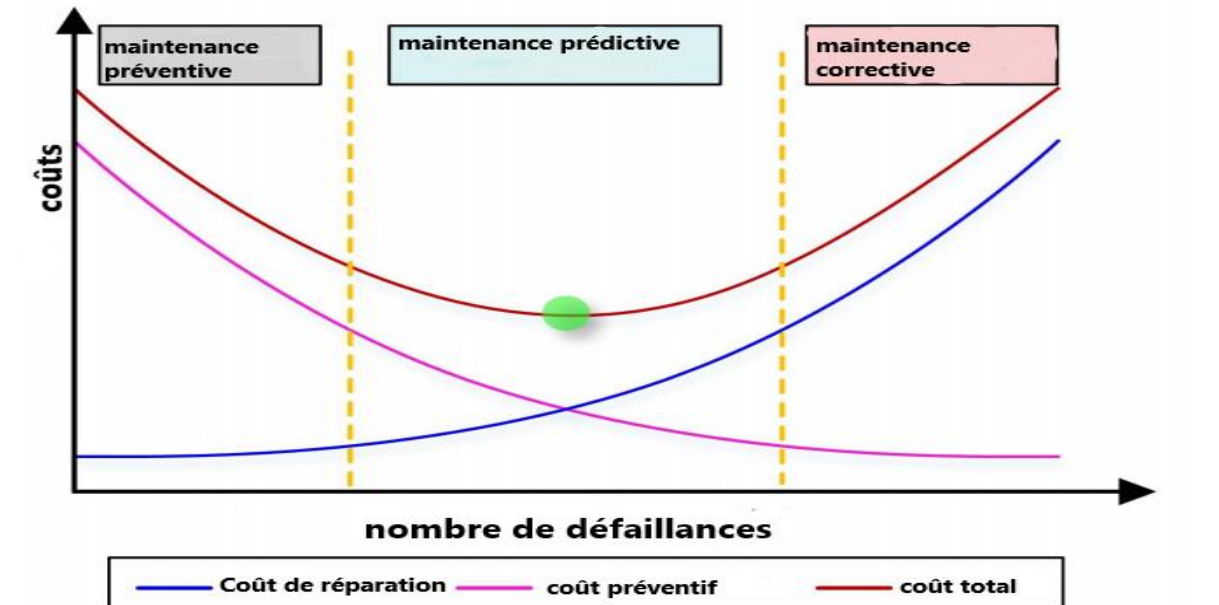 maintenance
préventive
maintenance prédictive
maintenance
corrective
coûts
nombre de défaillances
Coût de réparation
coût préventif
coût total